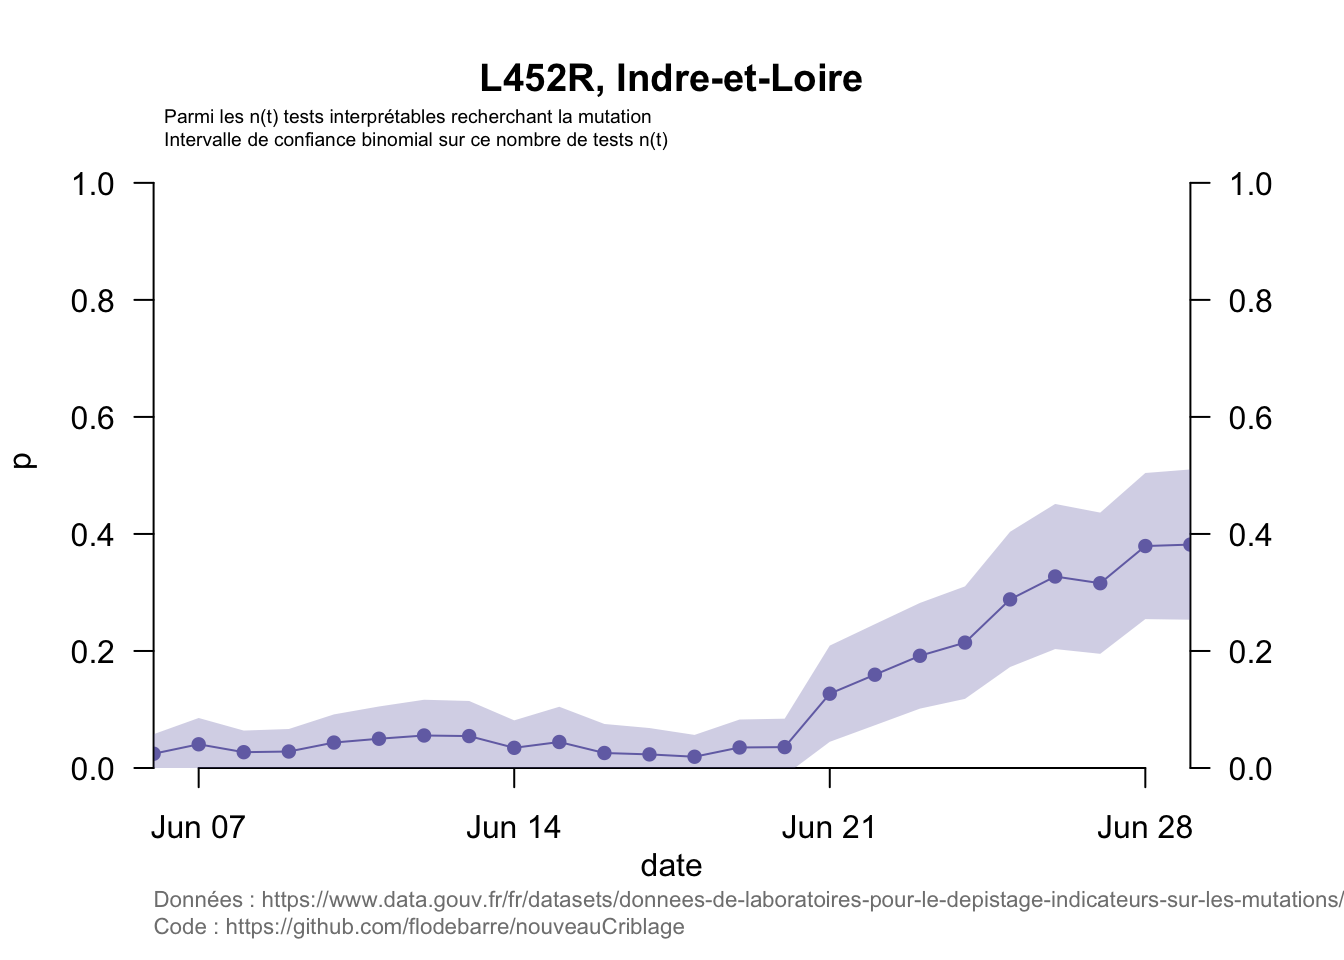 L452R, Indre-et-Loire
Parmi les n(t) tests interprétables recherchant la mutation
Intervalle de confiance binomial sur ce nombre de tests n(t)
1.0
0.8
0.6
0.4
0.2
0.0
p
1.0
0.8
0.6
0.4
0.2
0.0
Jun 07
Jun 14
Jun 21
Jun 28
date
Données : https://www.data.gouv.fr/fr/datasets/donnees-de-laboratoires-pour-le-depistage-indicateurs-sur-les-mutations/
Code : https://github.com/flodebarre/nouveauCriblage